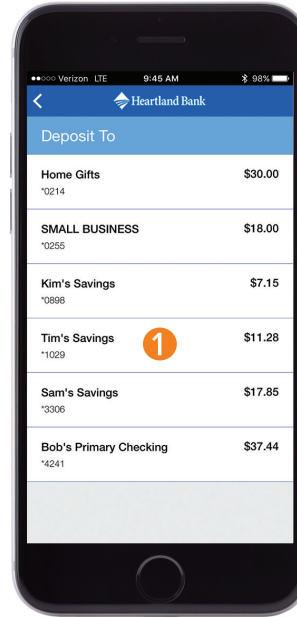 ●●○○○ Verizon LTE 9:45 AM 98%
Heartland Bank
Deposit To
Home Gifts $30.00
*0214
SMALL BUSINESS $18.00
*0255
Kim's Savings $7.15
*0898
Tim's Savings 1 $11.28
*1029
Sam's Savings $17.85
*3306
Bob's Primary Checking $37.44
*4241